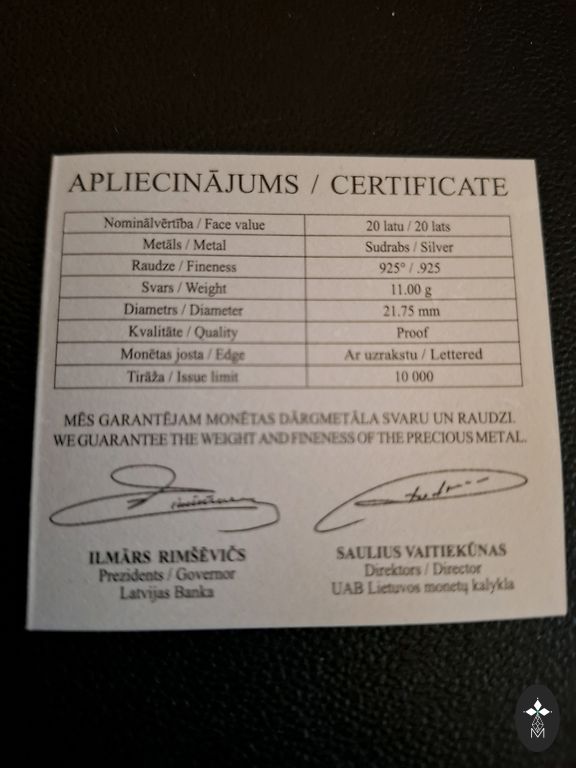 APLIECINĀJUMS / CERTIFICATE
Nominālvērtība / Face value 20 latu / 20 lats
Metāls / Metal Sudrabs / Silver
Raudze / Fineness 925° / .925
Svars / Weight 11.00 g
Diametrs / Diameter 21.75 mm
Kvalitāte / Quality Proof
Monētas josta / Edge Ar uzrakstu / Lettered
Tirāža / Issue limit 10 000
MĒS GARANTĒJAM MONĒTAS DĀRGMETĀLA SVARU UN RAUDZI.
WE GUARANTEE THE WEIGHT AND FINENESS OF THE PRECIOUS METAL.
ILMĀRS RIMŠĒVIČS
Prezidents / Governor
Latvijas Banka
SAULIUS VAITIEKŪNAS
Direktors / Director
UAB Lietuvos monetų kalykla
M